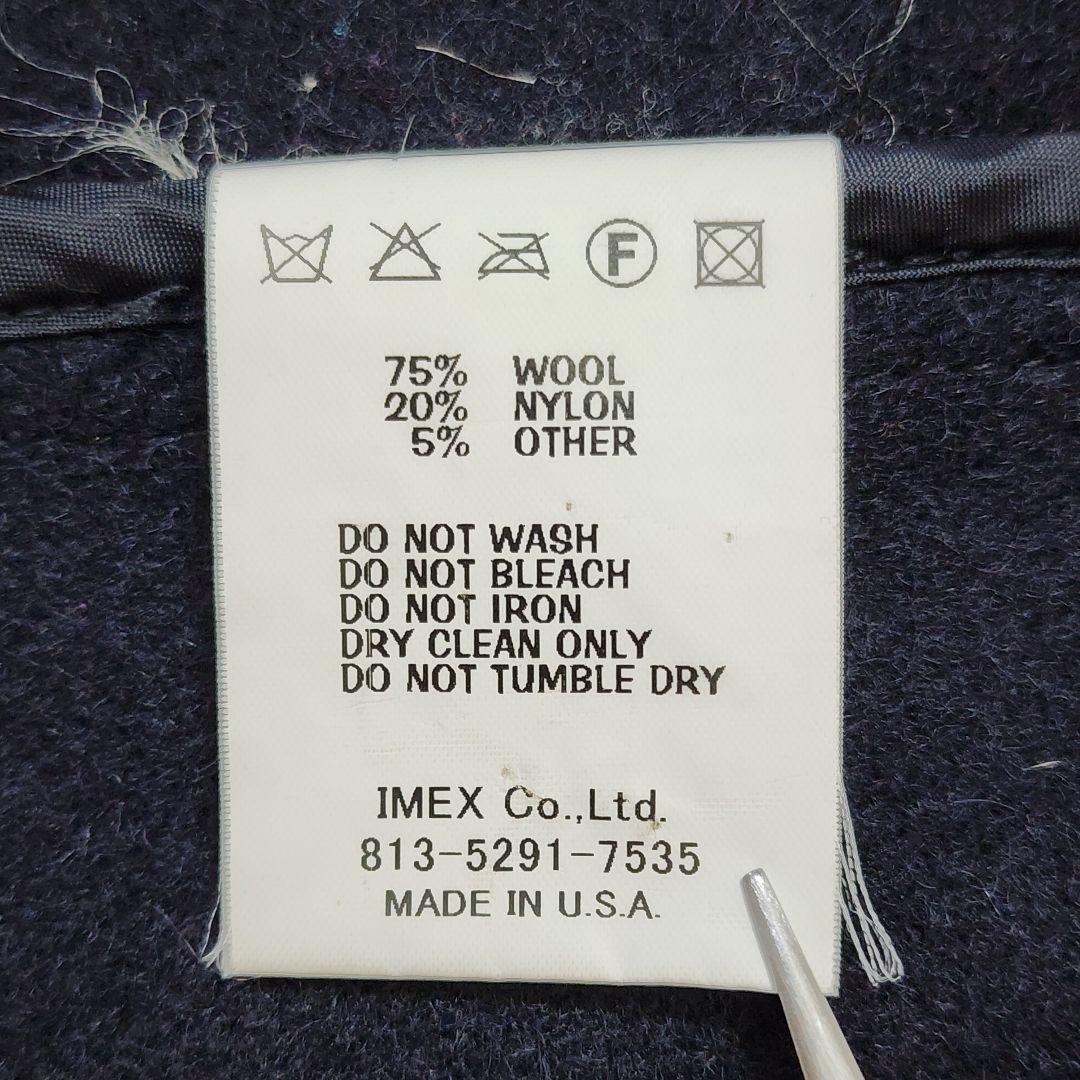 F
75% WOOL
20% NYLON
5% OTHER
DO NOT WASH
DO NOT BLEACH
DO NOT IRON
DRY CLEAN ONLY
DO NOT TUMBLE DRY
IMEX Co.,Ltd.
813-5291-7535
MADE IN U.S.A.